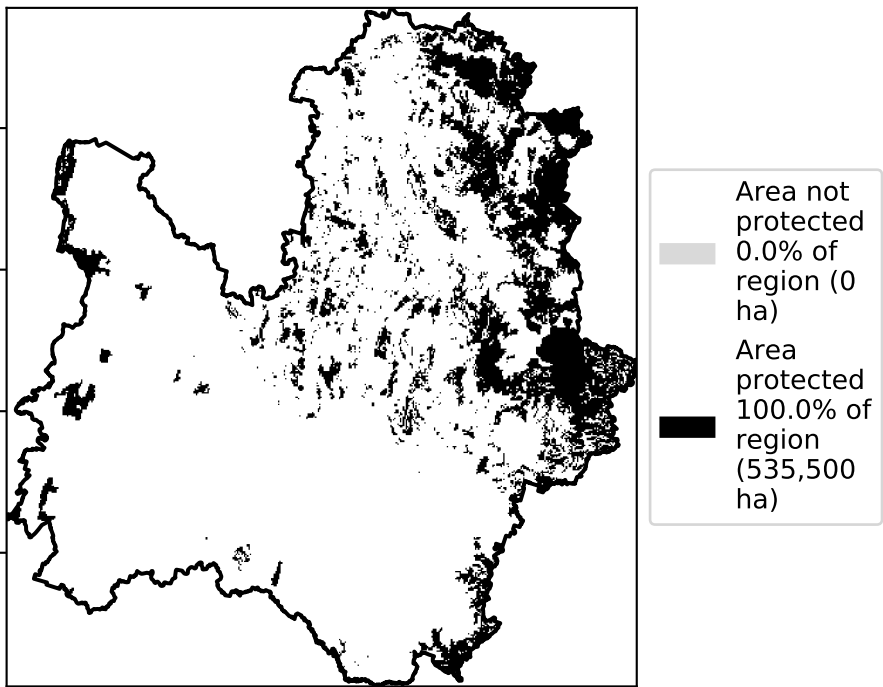 Area not
protected
0.0% of
region (0
ha)
Area
protected
100.0% of
region
(535,500
ha)